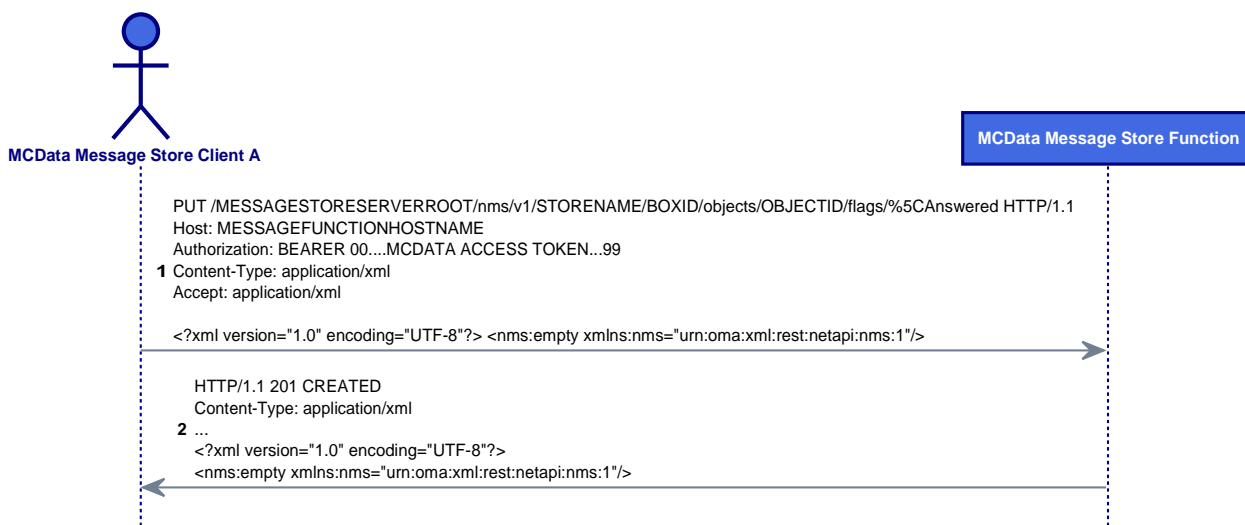 MCData Message Store Client A
MCData Message Store Function
PUT /MESSAGESTORESERVERROOT/nms/v1/STORENAME/BOXID/objects/OBJECTID/flags/%5CAnswered HTTP/1.1
Host: MESSAGEFUNCTIONHOSTNAME
Authorization: BEARER 00....MCDATA ACCESS TOKEN...99
1 Content-Type: application/xml
Accept: application/xml
<?xml version="1.0" encoding="UTF-8"?> <nms:empty xmlns:nms="urn:oma:xml:rest:netapi:nms:1"/>
HTTP/1.1 201 CREATED
Content-Type: application/xml
2 ...
<?xml version="1.0" encoding="UTF-8"?>
<nms:empty xmlns:nms="urn:oma:xml:rest:netapi:nms:1"/>